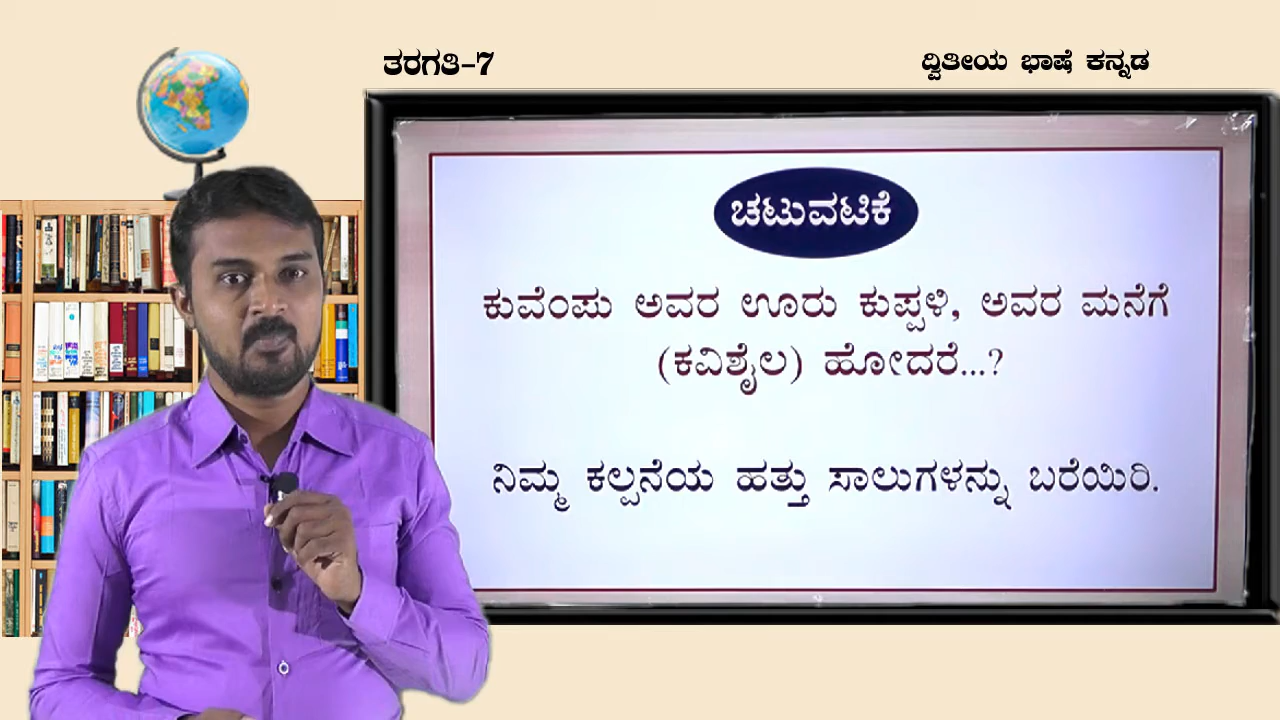 ತರಗತಿ-7
ದ್ವಿತೀಯ ಭಾಷೆ ಕನ್ನಡ
ಚಟುವಟಿಕೆ
ಕುವೆಂಪು ಅವರ ಊರು ಕುಪ್ಪಳಿ, ಅವರ ಮನೆಗೆ
(ಕವಿಶೈಲ) ಹೋದರೆ...?
ನಿಮ್ಮ ಕಲ್ಪನೆಯ ಹತ್ತು ಸಾಲುಗಳನ್ನು ಬರೆಯಿರಿ.